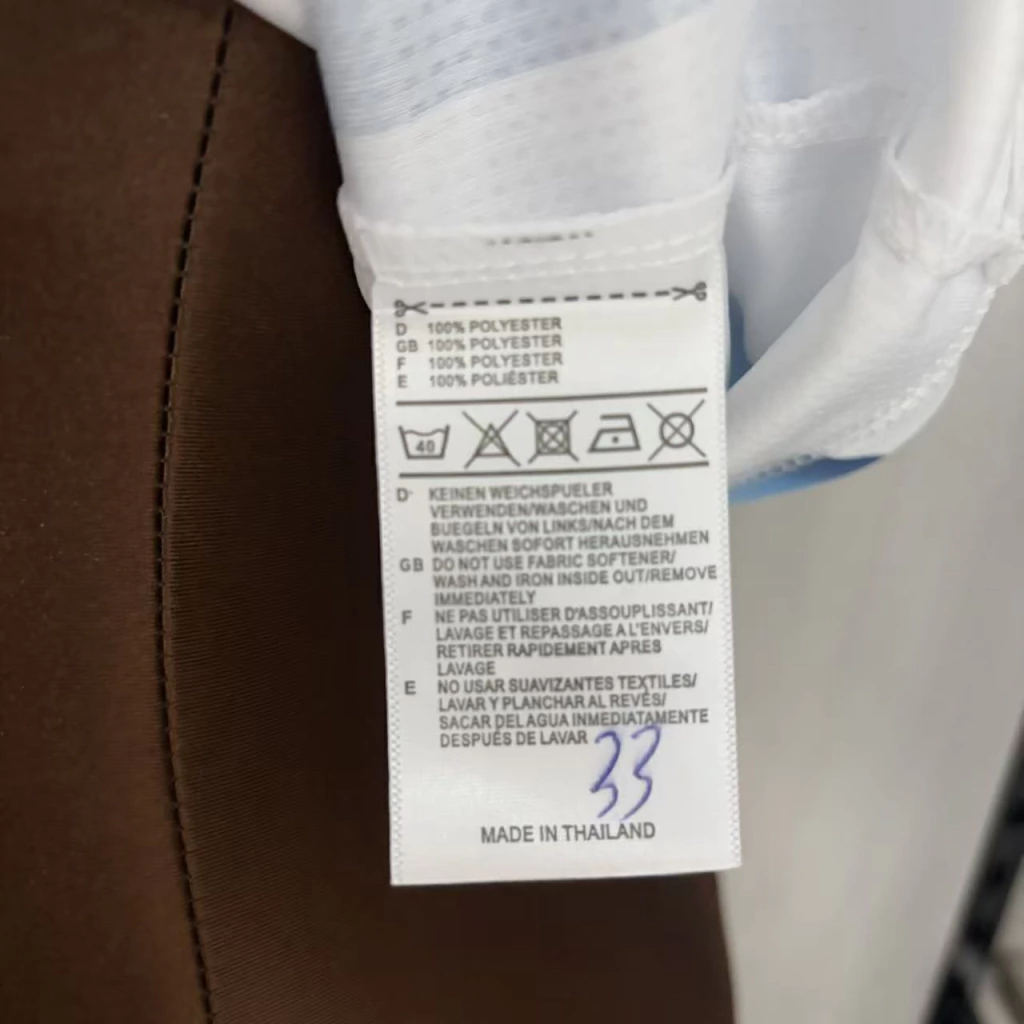 D 100% POLYESTER
GB 100% POLYESTER
F 100% POLYESTER
E 100% POLIÉSTER
40
D KEINEN WEICHSPUELER
VERWENDEN/WASCHEN UND
BUEGELN VON LINKS/NACH DEM
WASCHEN SOFORT HERAUSNEHMEN
GB DO NOT USE FABRIC SOFTENER/
WASH AND IRON INSIDE OUT/REMOVE
IMMEDIATELY
F NE PAS UTILISER D'ASSOUPLISSANT/
LAVAGE ET REPASSAGE A L'ENVERS/
RETIRER RAPIDEMENT APRES
LAVAGE
E NO USAR SUAVIZANTES TEXTILES/
LAVAR Y PLANCHAR AL REVÉS/
SACAR DEL AGUA INMEDIATAMENTE
DESPUÉS DE LAVAR
33
MADE IN THAILAND